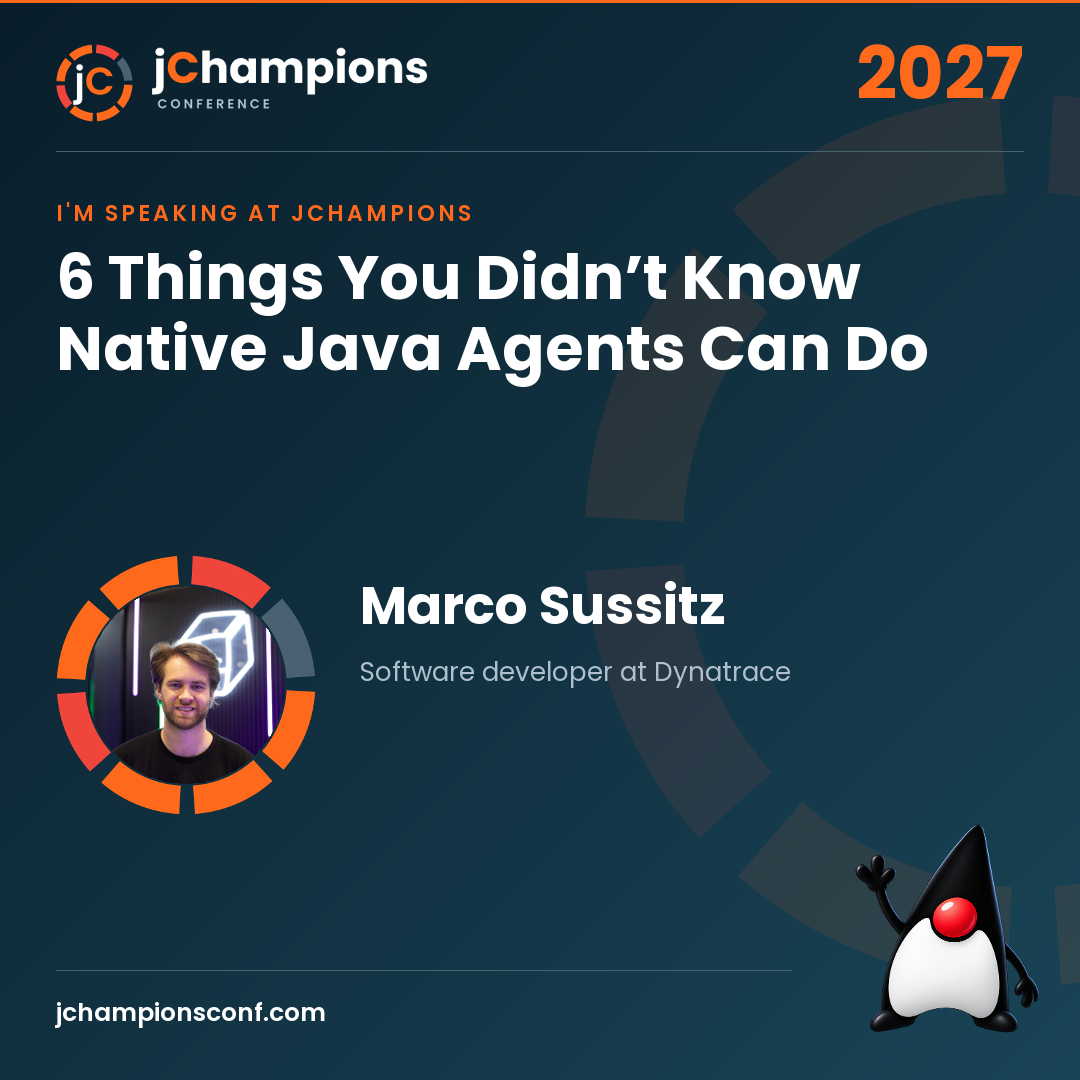 jC
jChampions
CONFERENCE
2027
I'M SPEAKING AT JCHAMPIONS
6 Things You Didn’t Know
Native Java Agents Can Do
Marco Sussitz
Software developer at Dynatrace
jchampionsconf.com